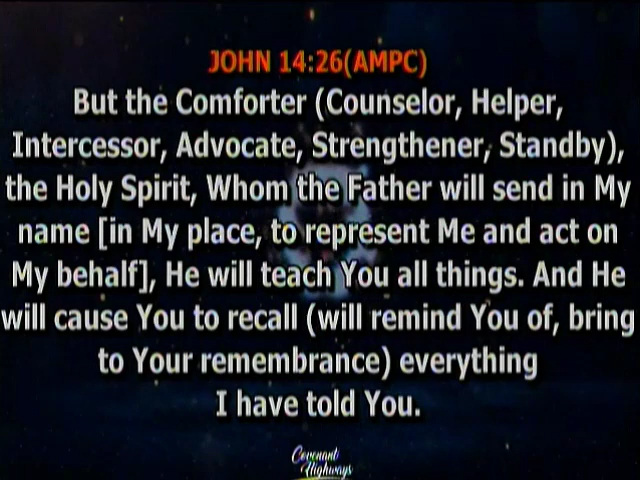 JOHN 14:26(AMPC)
But the Comforter (Counselor, Helper,
Intercessor, Advocate, Strengthener, Standby),
the Holy Spirit, Whom the Father will send in My
name [in My place, to represent Me and act on
My behalf], He will teach You all things. And He
will cause You to recall (will remind You of, bring
to Your remembrance) everything
I have told You.
Covenant
Highways